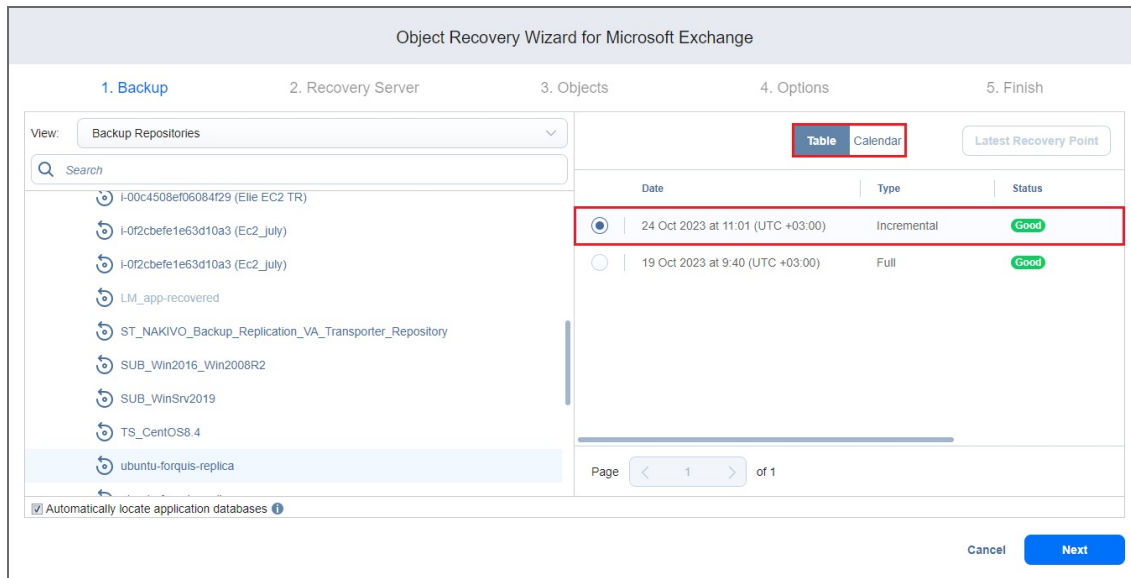 Object Recovery Wizard for Microsoft Exchange
1. Backup 2. Recovery Server 3. Objects 4. Options 5. Finish
View: Backup Repositories
Search
i-00c4508ef06084f29 (Elie EC2 TR)
i-0f2cbefe1e63d10a3 (Ec2_july)
i-0f2cbefe1e63d10a3 (Ec2_july)
LM_app-recovered
ST_NAKIVO_Backup_Replication_VA_Transporter_Repository
SUB_Win2016_Win2008R2
SUB_WinSrv2019
TS_CentOS8.4
ubuntu-forquis-replica
Automatically locate application databases
Table Calendar Latest Recovery Point
Date Type Status
24 Oct 2023 at 11:01 (UTC +03:00) Incremental Good
19 Oct 2023 at 9:40 (UTC +03:00) Full Good
Page 1 of 1
Cancel Next